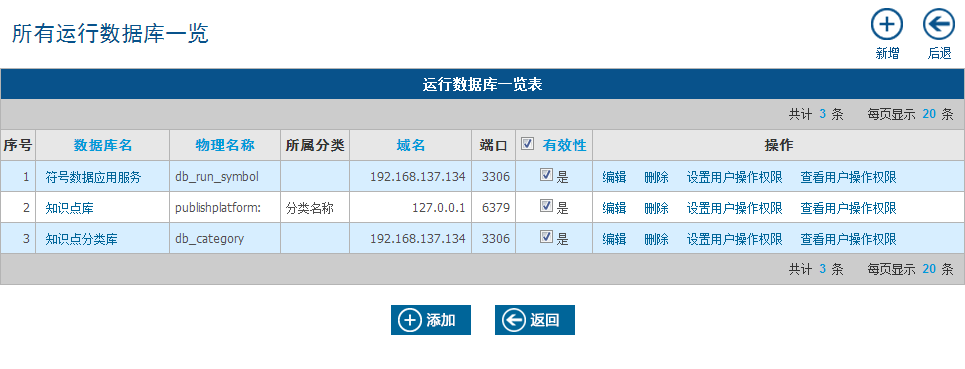 所有运行数据库一览
新增 后退
运行数据库一览表
共计 3 条 每页显示 20 条
序号 数据库名 物理名称 所属分类 域名 端口 有效性 操作
1 符号数据应用服务 db_run_symbol 192.168.137.134 3306 是 编辑 删除 设置用户操作权限 查看用户操作权限
2 知识点库 publishplatform: 分类名称 127.0.0.1 6379 是 编辑 删除 设置用户操作权限 查看用户操作权限
3 知识点分类库 db_category 192.168.137.134 3306 是 编辑 删除 设置用户操作权限 查看用户操作权限
共计 3 条 每页显示 20 条
添加 返回